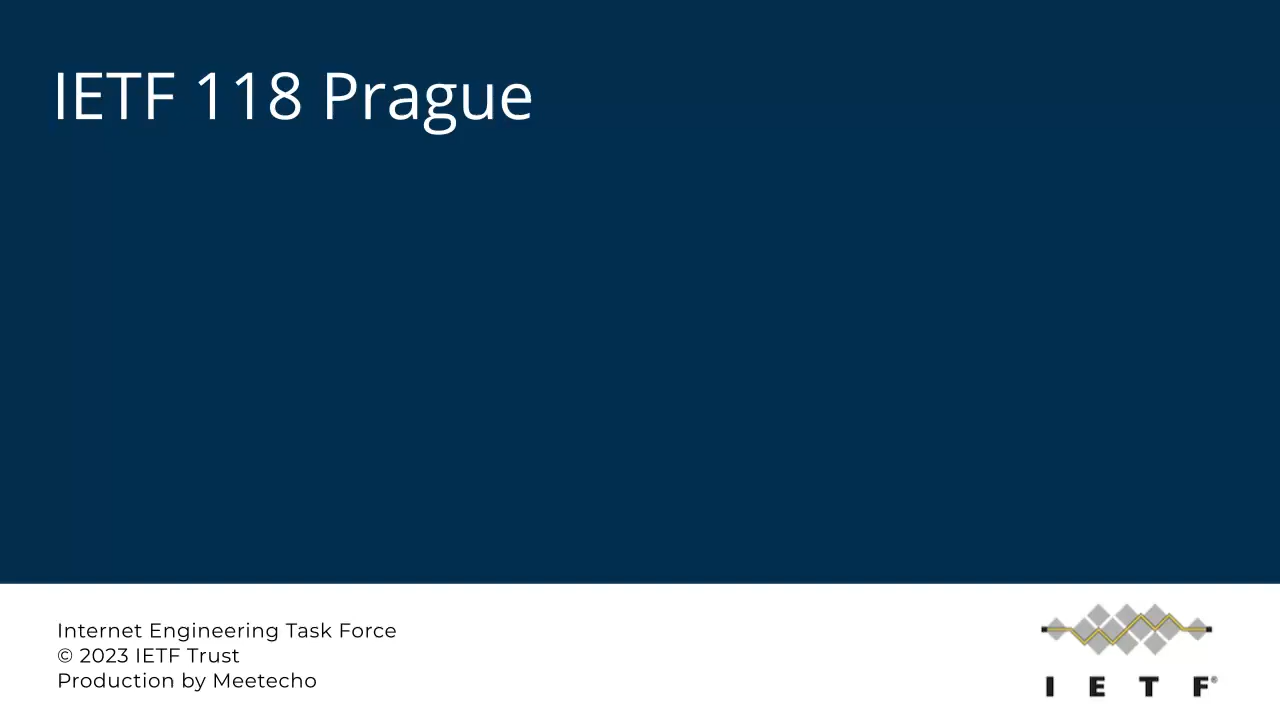 IETF 118 Prague
Internet Engineering Task Force
© 2023 IETF Trust
Production by Meetecho
I E T F®